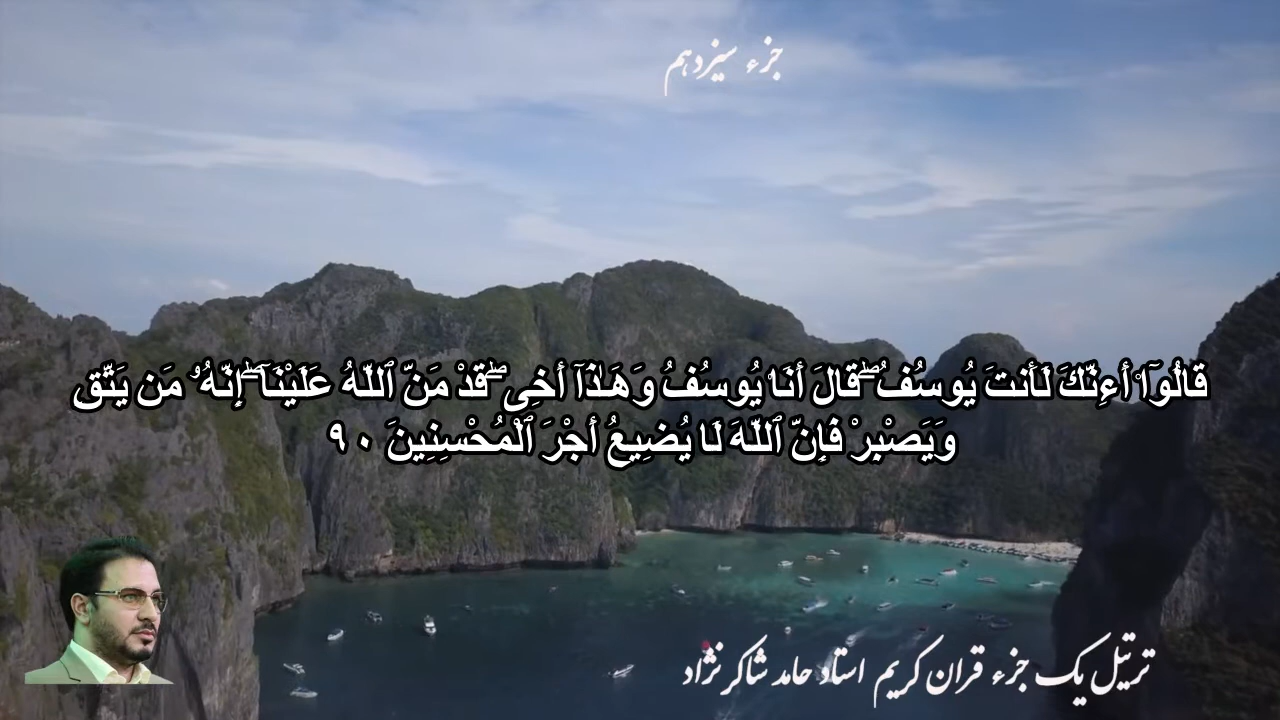 جزء سیزدهم
قَالُوٓا۟ أَءِنَّكَ لَأَنتَ يُوسُفُ ۖ قَالَ أَنَا۠ يُوسُفُ وَهَـٰذَآ أَخِى ۖ قَدْ مَنَّ ٱللَّهُ عَلَيْنَآ ۖ إِنَّهُۥ مَن يَتَّقِ
وَيَصْبِرْ فَإِنَّ ٱللَّهَ لَا يُضِيعُ أَجْرَ ٱلْمُحْسِنِينَ ٩٠
ترتیل یک جزء قران کریم استاد حامد شاکرنژاد